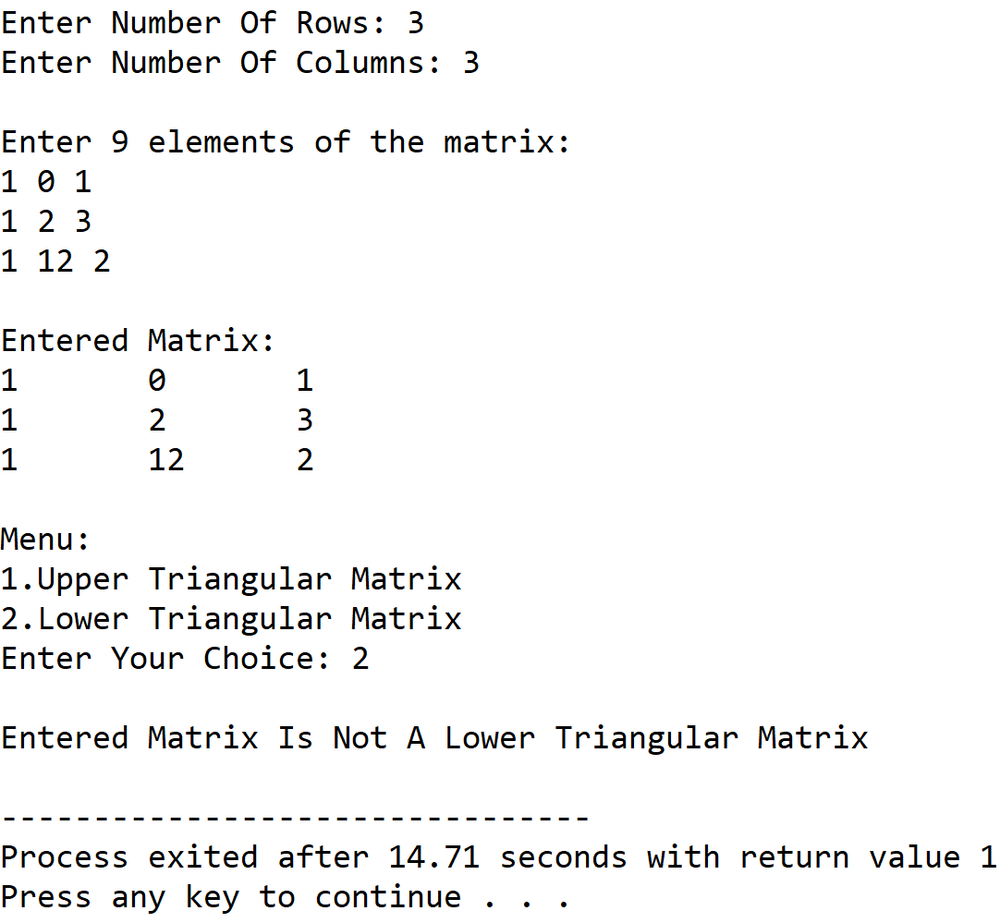 Enter Number Of Rows: 3
Enter Number Of Columns: 3
Enter 9 elements of the matrix:
1 0 1
1 2 3
1 12 2
Entered Matrix:
1       0       1
1       2       3
1       12      2
Menu:
1.Upper Triangular Matrix
2.Lower Triangular Matrix
Enter Your Choice: 2
Entered Matrix Is Not A Lower Triangular Matrix
--------------------------------
Process exited after 14.71 seconds with return value 1
Press any key to continue . . .